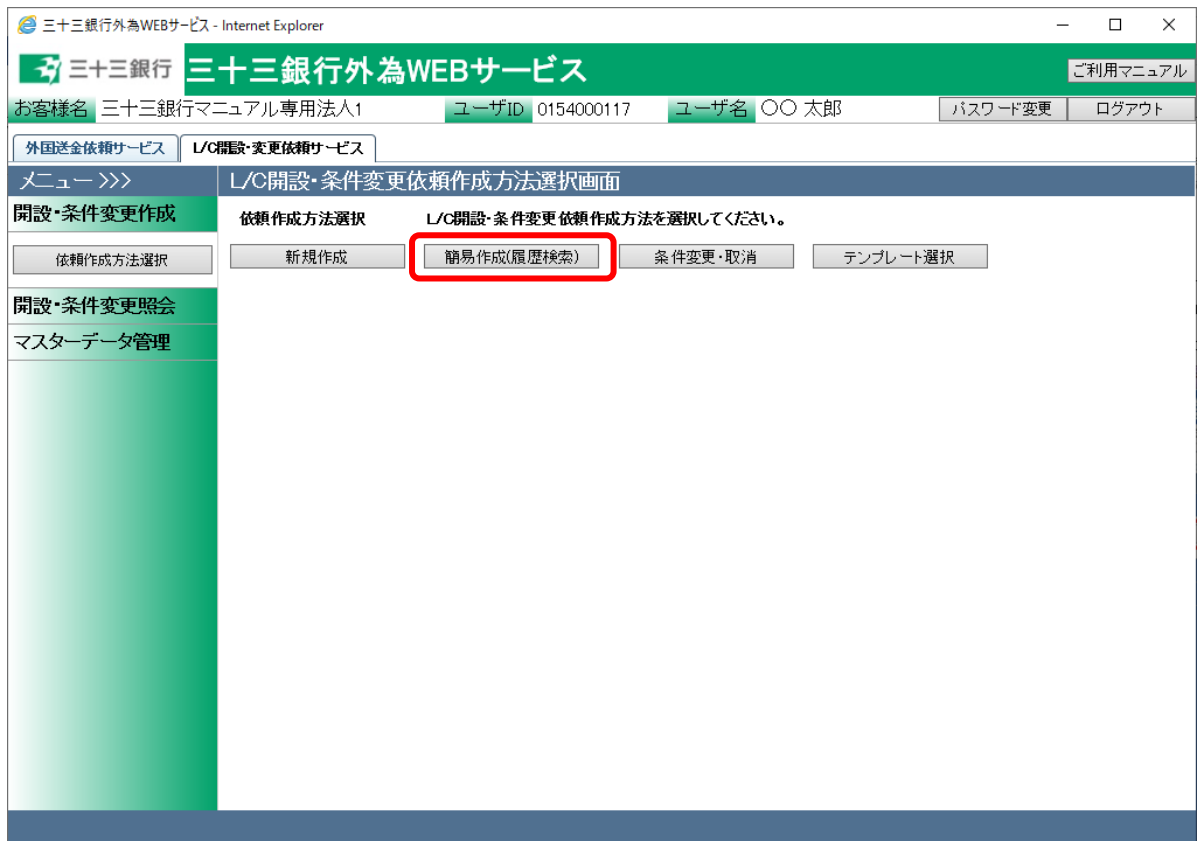 三十三銀行外為WEBサービス - Internet Explorer
三十三銀行 三十三銀行外為WEBサービス ご利用マニュアル
お客様名 三十三銀行マニュアル専用法人1 ユーザID 0154000117 ユーザ名 〇〇 太郎 パスワード変更 ログアウト
外国送金依頼サービス L/C開設・変更依頼サービス
メニュー >>> L/C開設・条件変更依頼作成方法選択画面
開設・条件変更作成 依頼作成方法選択 L/C開設・条件変更依頼作成方法を選択してください。
依頼作成方法選択 新規作成 簡易作成(履歴検索) 条件変更・取消 テンプレート選択
開設・条件変更照会
マスターデータ管理